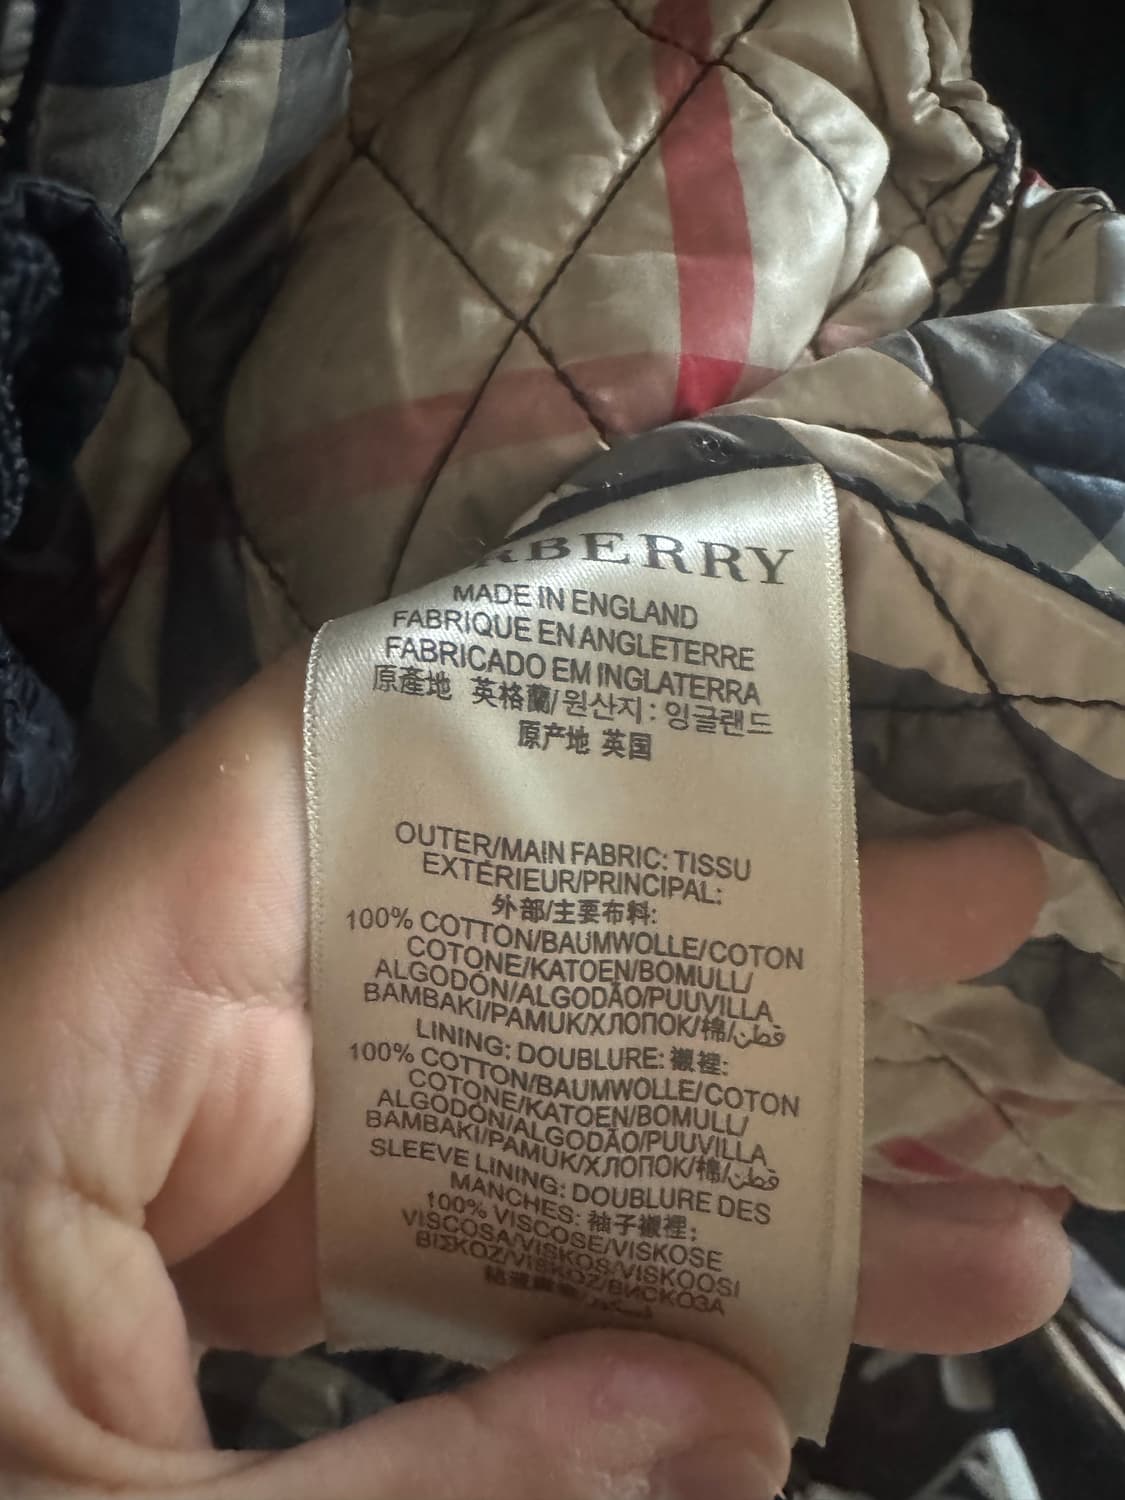 RBERRY
MADE IN ENGLAND
FABRIQUE EN ANGLETERRE
FABRICADO EM INGLATERRA
原產地 英格蘭/원산지 : 잉글랜드
原产地 英国
OUTER/MAIN FABRIC: TISSU
EXTÉRIEUR/PRINCIPAL:
外部/主要布料:
100% COTTON/BAUMWOLLE/COTON
COTONE/KATOEN/BOMULL/
ALGODÓN/ALGODÃO/PUUVILLA
BAMBAKI/PAMUK/ХЛОПОК/棉/قطن
LINING: DOUBLURE: 襯裡:
100% COTTON/BAUMWOLLE/COTON
COTONE/KATOEN/BOMULL/
ALGODÓN/ALGODÃO/PUUVILLA
BAMBAKI/PAMUK/ХЛОПОК/棉/قطن
SLEEVE LINING: DOUBLURE DES
MANCHES: 袖子襯裡:
100% VISCOSE/VISKOSE
VISCOSA/VISKOS/VISKOOSI
ΒΙΣΚΟΖ/VISKOZ/ВИСКОЗА